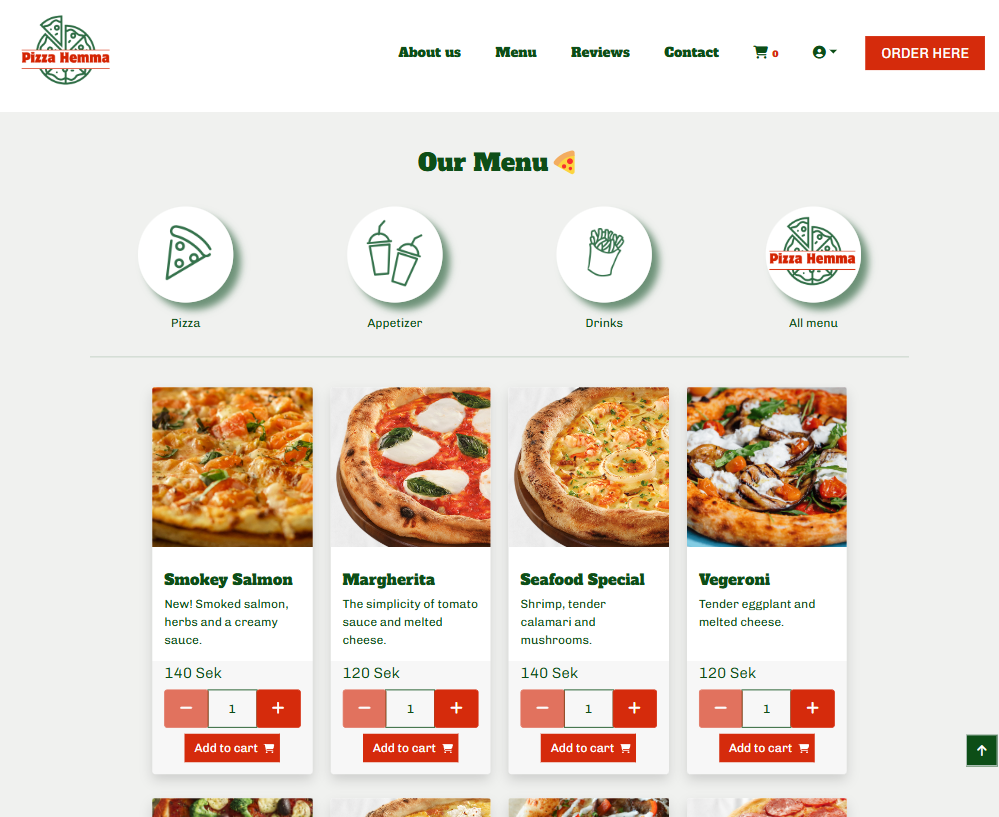 Pizza Hemma
About us
Menu
Reviews
Contact
0
ORDER HERE
Our Menu
Pizza
Appetizer
Drinks
Pizza Hemma
All menu
Smokey Salmon
New! Smoked salmon,
herbs and a creamy
sauce.
140 Sek
1
Add to cart
Margherita
The simplicity of tomato
sauce and melted
cheese.
120 Sek
1
Add to cart
Seafood Special
Shrimp, tender
calamari and
mushrooms.
140 Sek
1
Add to cart
Vegeroni
Tender eggplant and
melted cheese.
120 Sek
1
Add to cart